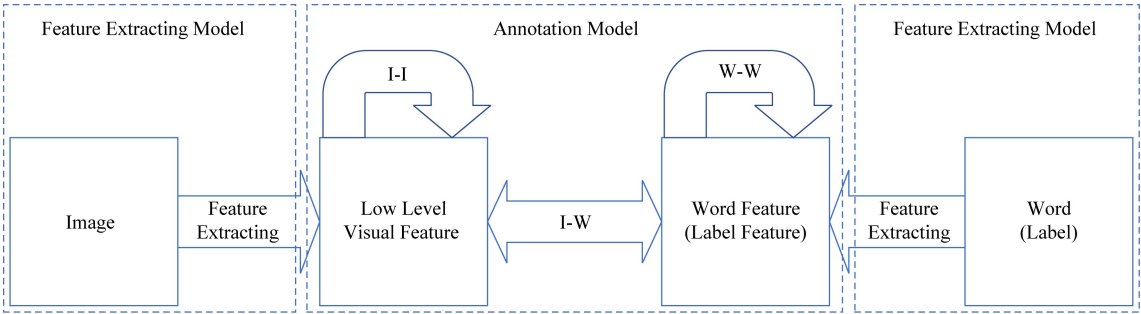 Feature Extracting Model
Annotation Model
Feature Extracting Model
I-I
W-W
Image
Feature
Extracting
Low Level
Visual Feature
I-W
Word Feature
(Label Feature)
Feature
Extracting
Word
(Label)